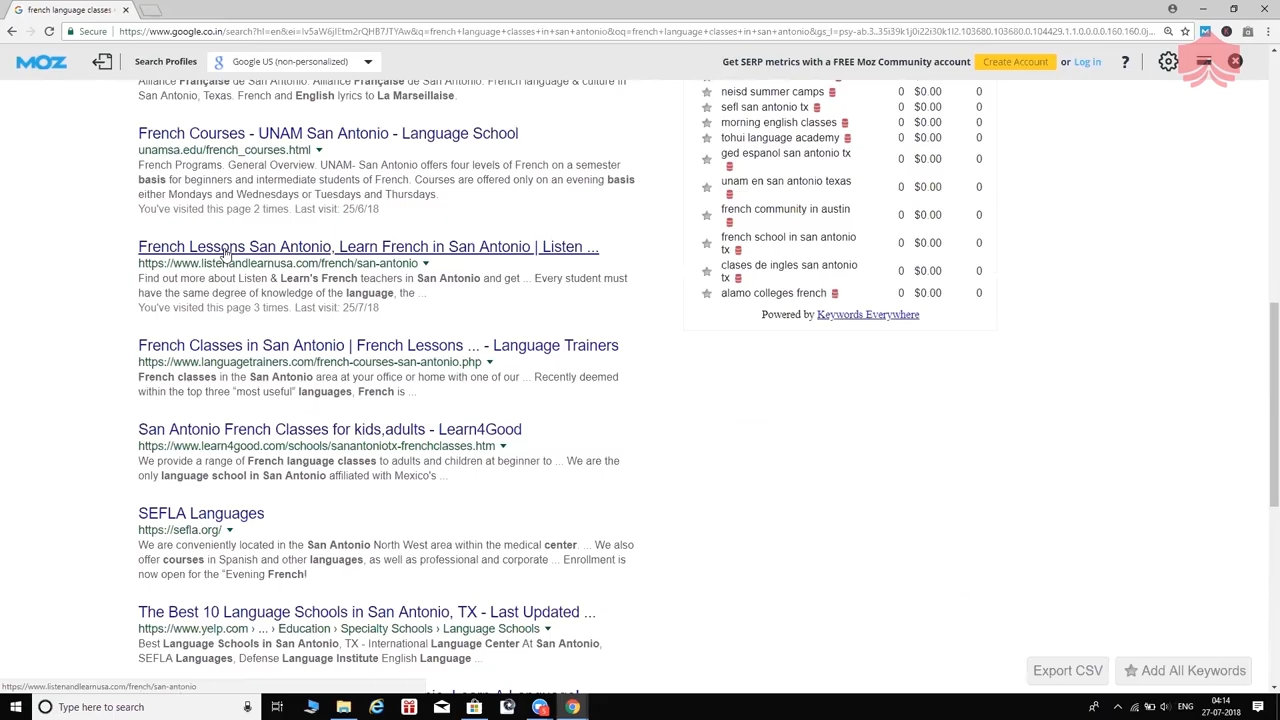 french language classes
Secure
https://www.google.co.in/search?hl=en&ei=Iv5aW6jIEtm2rQHB7JTYAw&q=french+language+classes+in+san+antonio&oq=french+language+classes+in+san+antonio&gs_l=psy-ab.3..35i39k1j0i22i30k1l2.103680.103680.0.104429.1.1.0.0.0.0.160.160.0j
MOZ
Search Profiles
Google US (non-personalized)
Get SERP metrics with a FREE Moz Community account
Create Account
or Log in
?
Alliance Française de San Antonio. Alliance Française de San Antonio. French language & culture in
San Antonio, Texas. French and English lyrics to La Marseillaise.
French Courses - UNAM San Antonio - Language School
unamsa.edu/french_courses.html
French Programs. General Overview. UNAM- San Antonio offers four levels of French on a semester
basis for beginners and intermediate students of French. Courses are offered only on an evening basis
either Mondays and Wednesdays or Tuesdays and Thursdays.
You've visited this page 2 times. Last visit: 25/6/18
French Lessons San Antonio, Learn French in San Antonio | Listen ...
https://www.listenandlearnusa.com/french/san-antonio
Find out more about Listen & Learn's French teachers in San Antonio and get ... Every student must
have the same degree of knowledge of the language, the ...
You've visited this page 3 times. Last visit: 25/7/18
French Classes in San Antonio | French Lessons ... - Language Trainers
https://www.languagetrainers.com/french-courses-san-antonio.php
French classes in the San Antonio area at your office or home with one of our ... Recently deemed
within the top three “most useful” languages, French is ...
San Antonio French Classes for kids,adults - Learn4Good
https://www.learn4good.com/schools/sanantoniotx-frenchclasses.htm
We provide a range of French language classes to adults and children at beginner to ... We are the
only language school in San Antonio affiliated with Mexico's ...
SEFLA Languages
https://sefla.org/
We are conveniently located in the San Antonio North West area within the medical center. ... We also
offer courses in Spanish and other languages, as well as professional and corporate ... Enrollment is
now open for the “Evening French!
The Best 10 Language Schools in San Antonio, TX - Last Updated ...
https://www.yelp.com › ... › Education › Specialty Schools › Language Schools
Best Language Schools in San Antonio, TX - International Language Center At San Antonio,
SEFLA Languages, Defense Language Institute English Language ...
neisd summer camps 0 $0.00 0
sefl san antonio tx 0 $0.00 0
morning english classes 0 $0.00 0
tohui language academy 0 $0.00 0
ged espanol san antonio tx 0 $0.00 0
unam en san antonio texas 0 $0.00 0
french community in austin 0 $0.00 0
french school in san antonio
tx 0 $0.00 0
clases de ingles san antonio
tx 0 $0.00 0
alamo colleges french 0 $0.00 0
Powered by Keywords Everywhere
Export CSV
Add All Keywords
https://www.listenandlearnusa.com/french/san-antonio
Type here to search
ENG
04:14
27-07-2018